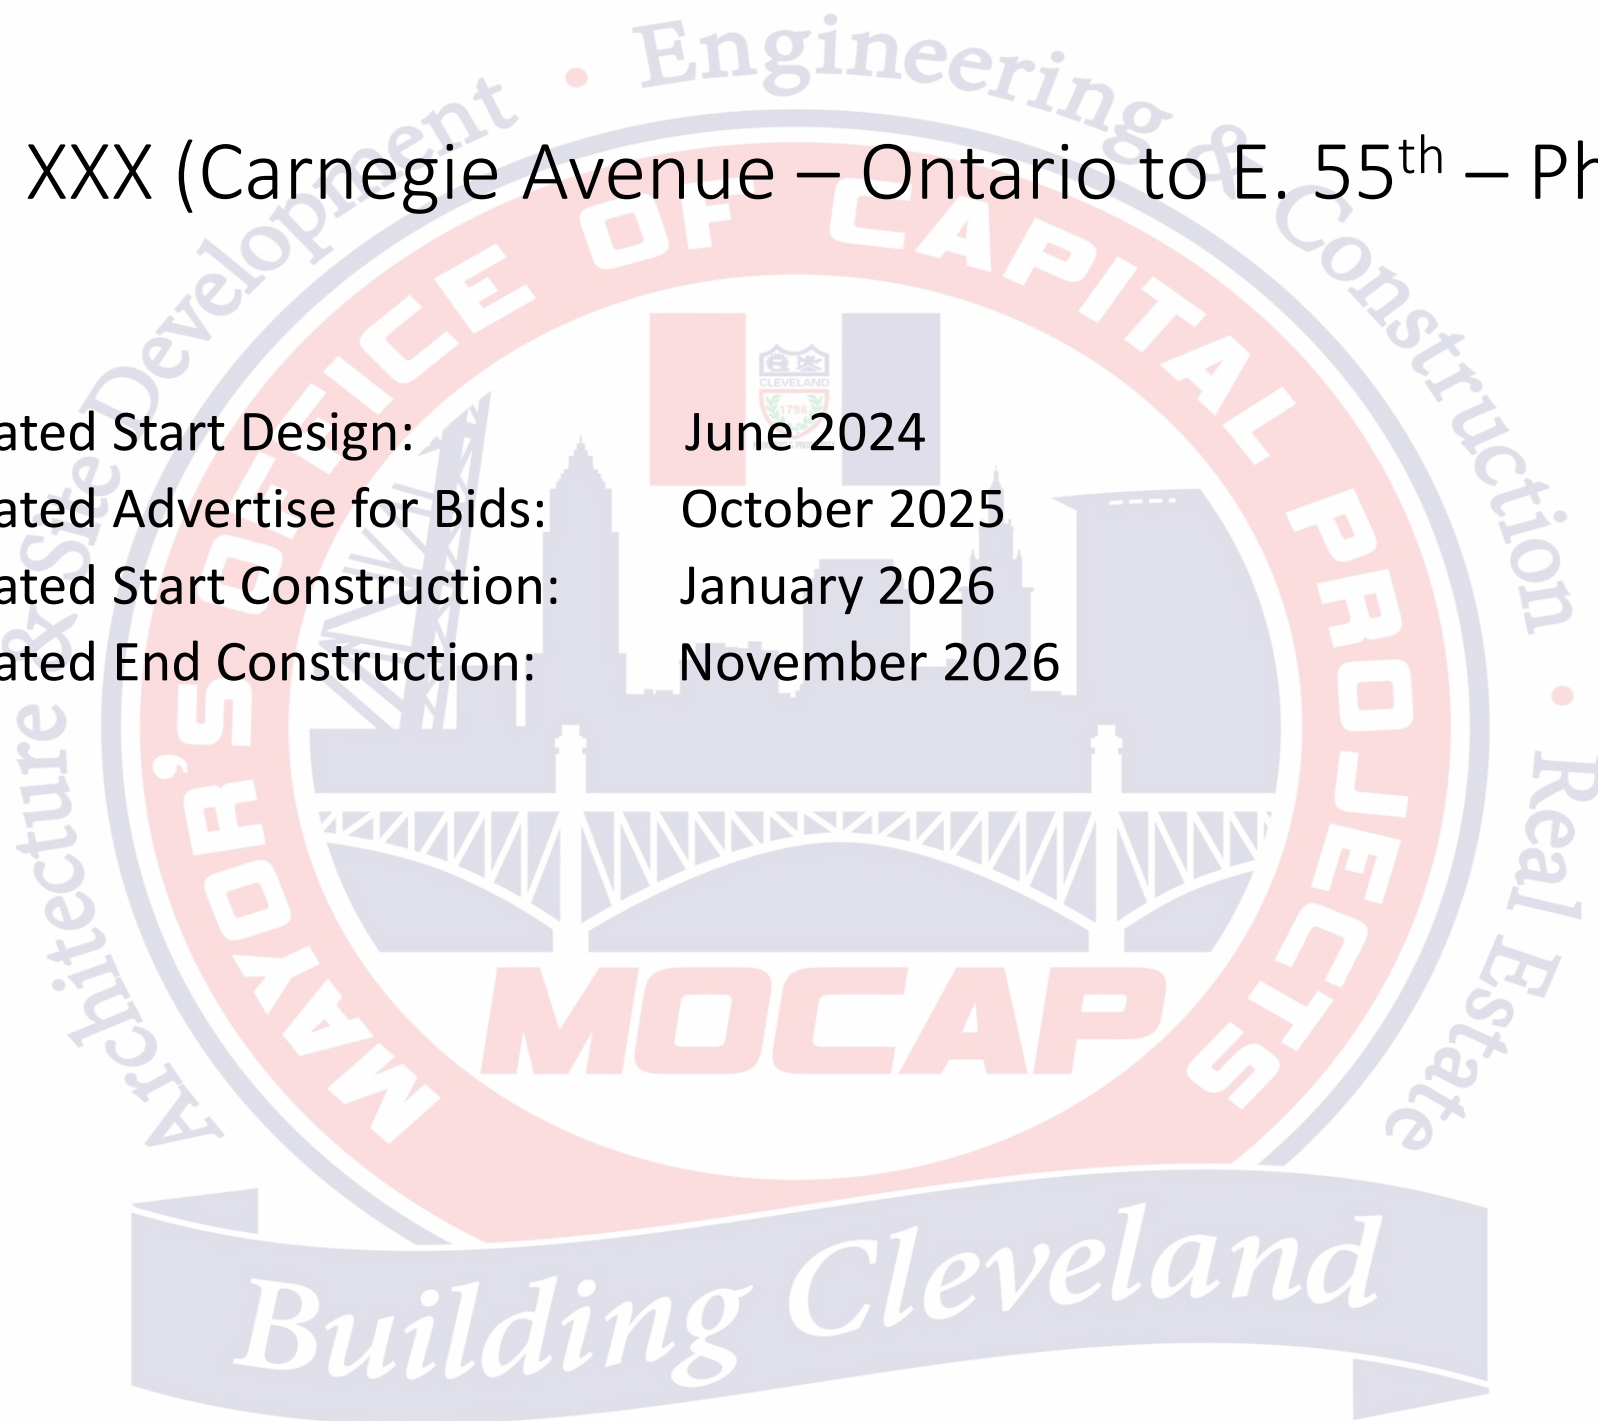 Architecture & Site Development • Engineering & Construction • Real Estate
XXX (Carnegie Avenue – Ontario to E. 55th – Ph
MAYOR'S OFFICE OF CAPITAL PROJECTS
CLEVELAND
1796
ated Start Design: June 2024
ated Advertise for Bids: October 2025
ated Start Construction: January 2026
ated End Construction: November 2026
MOCAP
Building Cleveland